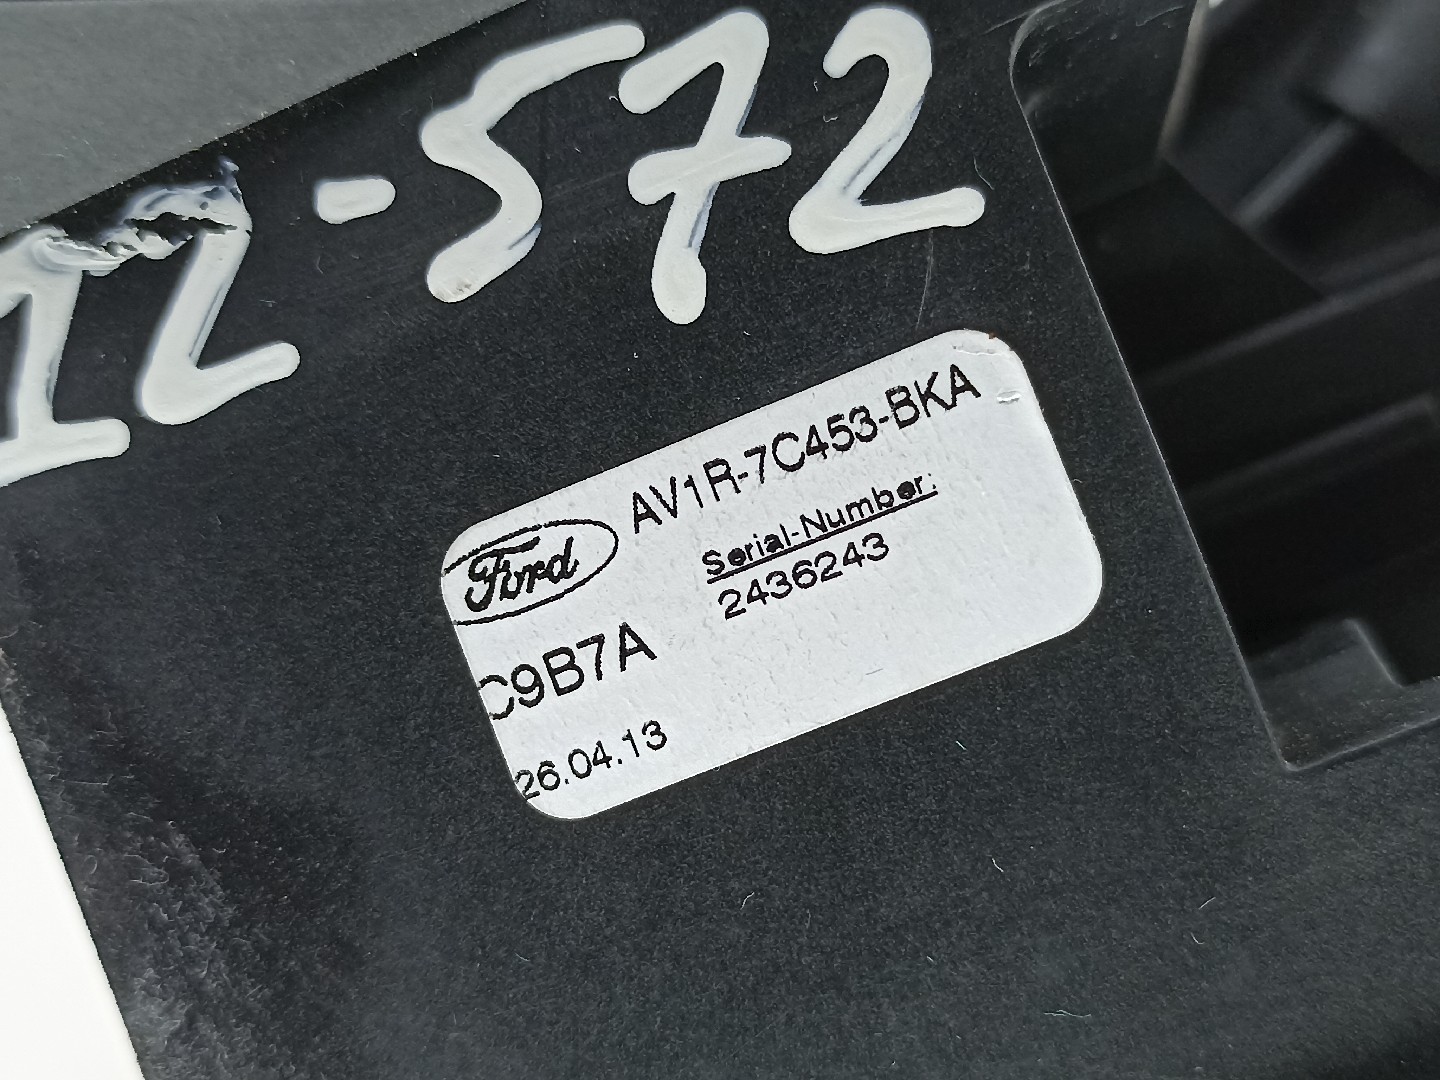 12-572
Ford
AV1R-7C453-BKA
Serial-Number:
2436243
C9B7A
26.04.13